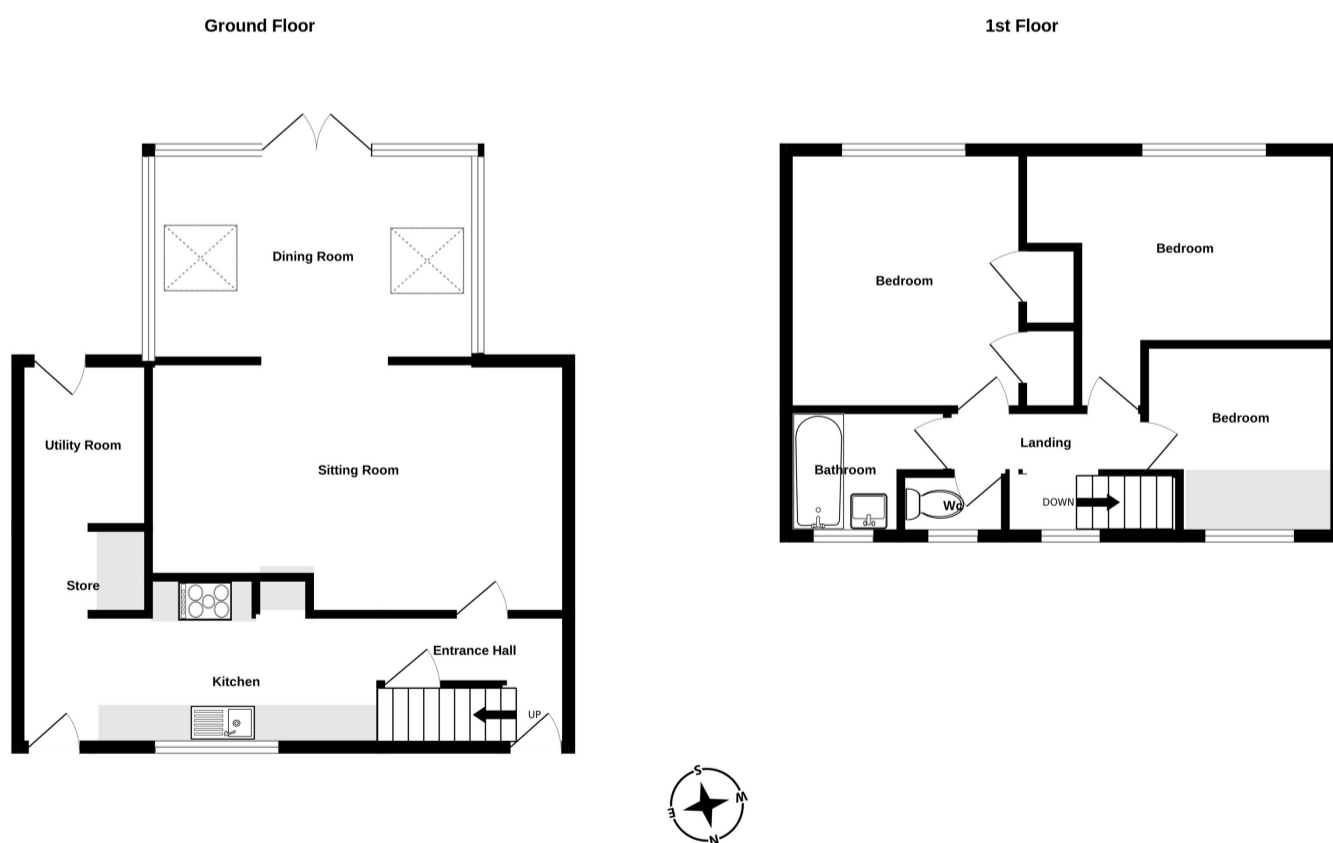 Ground Floor
1st Floor
Dining Room
Utility Room
Sitting Room
Store
Entrance Hall
Kitchen
UP
Bedroom
Bedroom
Bedroom
Landing
Bathroom
Wc
DOWN
S
W
E
N